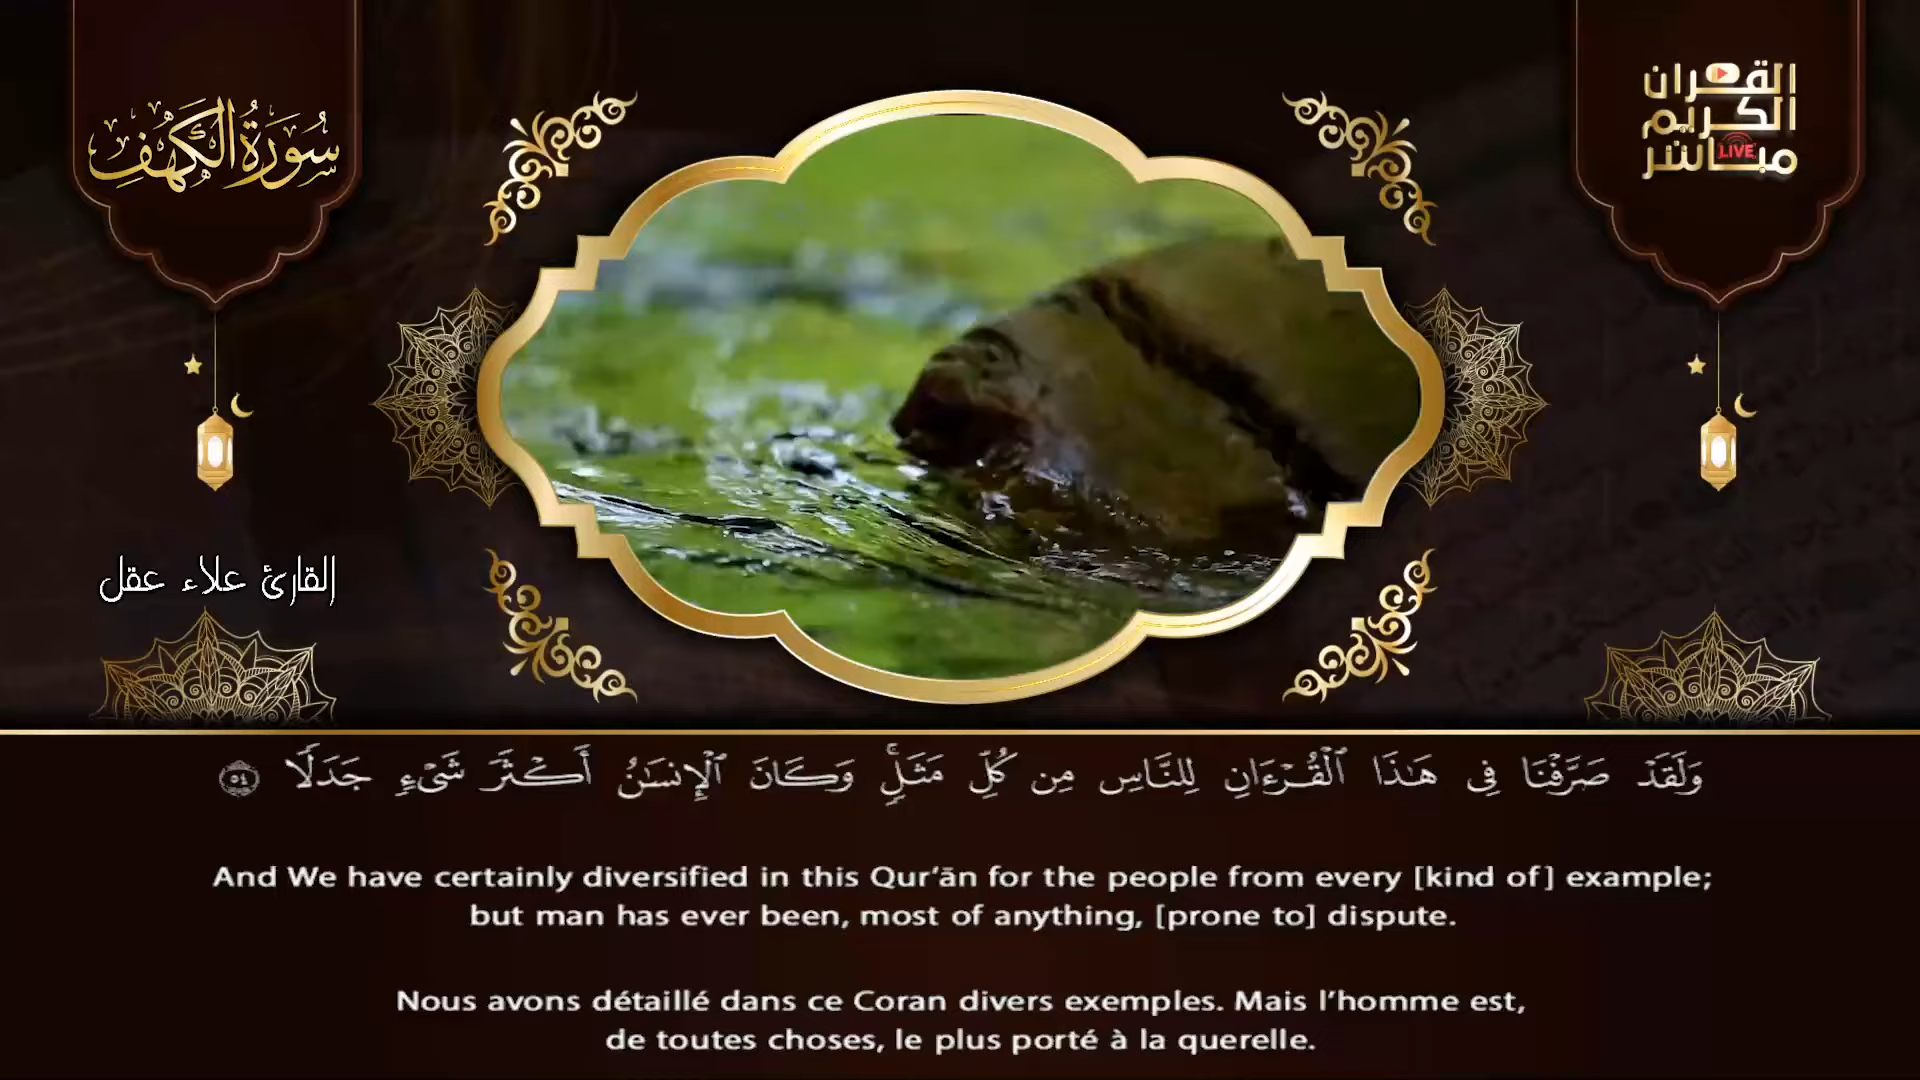 سُورَةُ الكَهْفِ
القرآن
الكريم
مباشر
LIVE
القارئ علاء عقل
وَلَقَدْ صَرَّفْنَا فِى هَـٰذَا ٱلْقُرْءَانِ لِلنَّاسِ مِن كُلِّ مَثَلٍۢ ۚ وَكَانَ ٱلْإِنسَـٰنُ أَكْثَرَ شَىْءٍۢ جَدَلًا ٥٤
And We have certainly diversified in this Qur’ān for the people from every [kind of] example;
but man has ever been, most of anything, [prone to] dispute.
Nous avons détaillé dans ce Coran divers exemples. Mais l’homme est,
de toutes choses, le plus porté à la querelle.